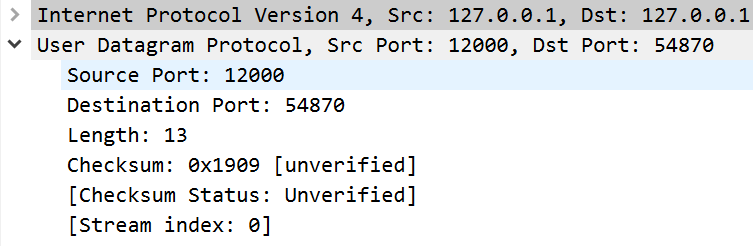 Internet Protocol Version 4, Src: 127.0.0.1, Dst: 127.0.0.1
User Datagram Protocol, Src Port: 12000, Dst Port: 54870
Source Port: 12000
Destination Port: 54870
Length: 13
Checksum: 0x1909 [unverified]
[Checksum Status: Unverified]
[Stream index: 0]